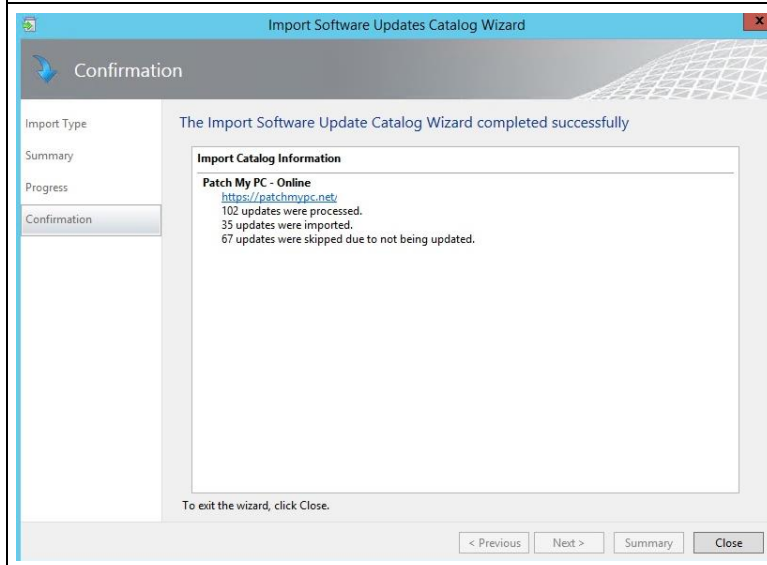 Import Software Updates Catalog Wizard
x
Confirmation
Import Type
Summary
Progress
Confirmation
The Import Software Update Catalog Wizard completed successfully
Import Catalog Information
Patch My PC - Online
https://patchmypc.net/
102 updates were processed.
35 updates were imported.
67 updates were skipped due to not being updated.
To exit the wizard, click Close.
< Previous
Next >
Summary
Close